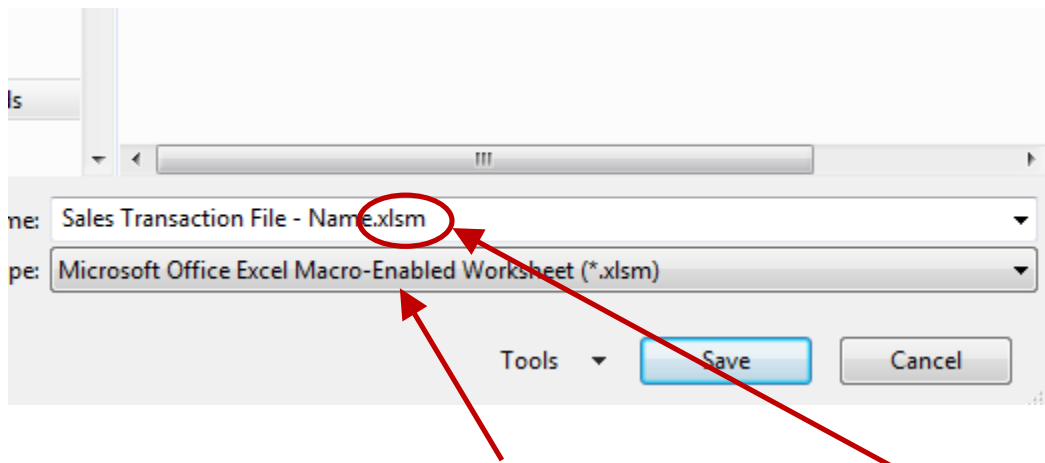 ls
me: Sales Transaction File - Name.xlsm
pe: Microsoft Office Excel Macro-Enabled Worksheet (*.xlsm)
Tools Save Cancel